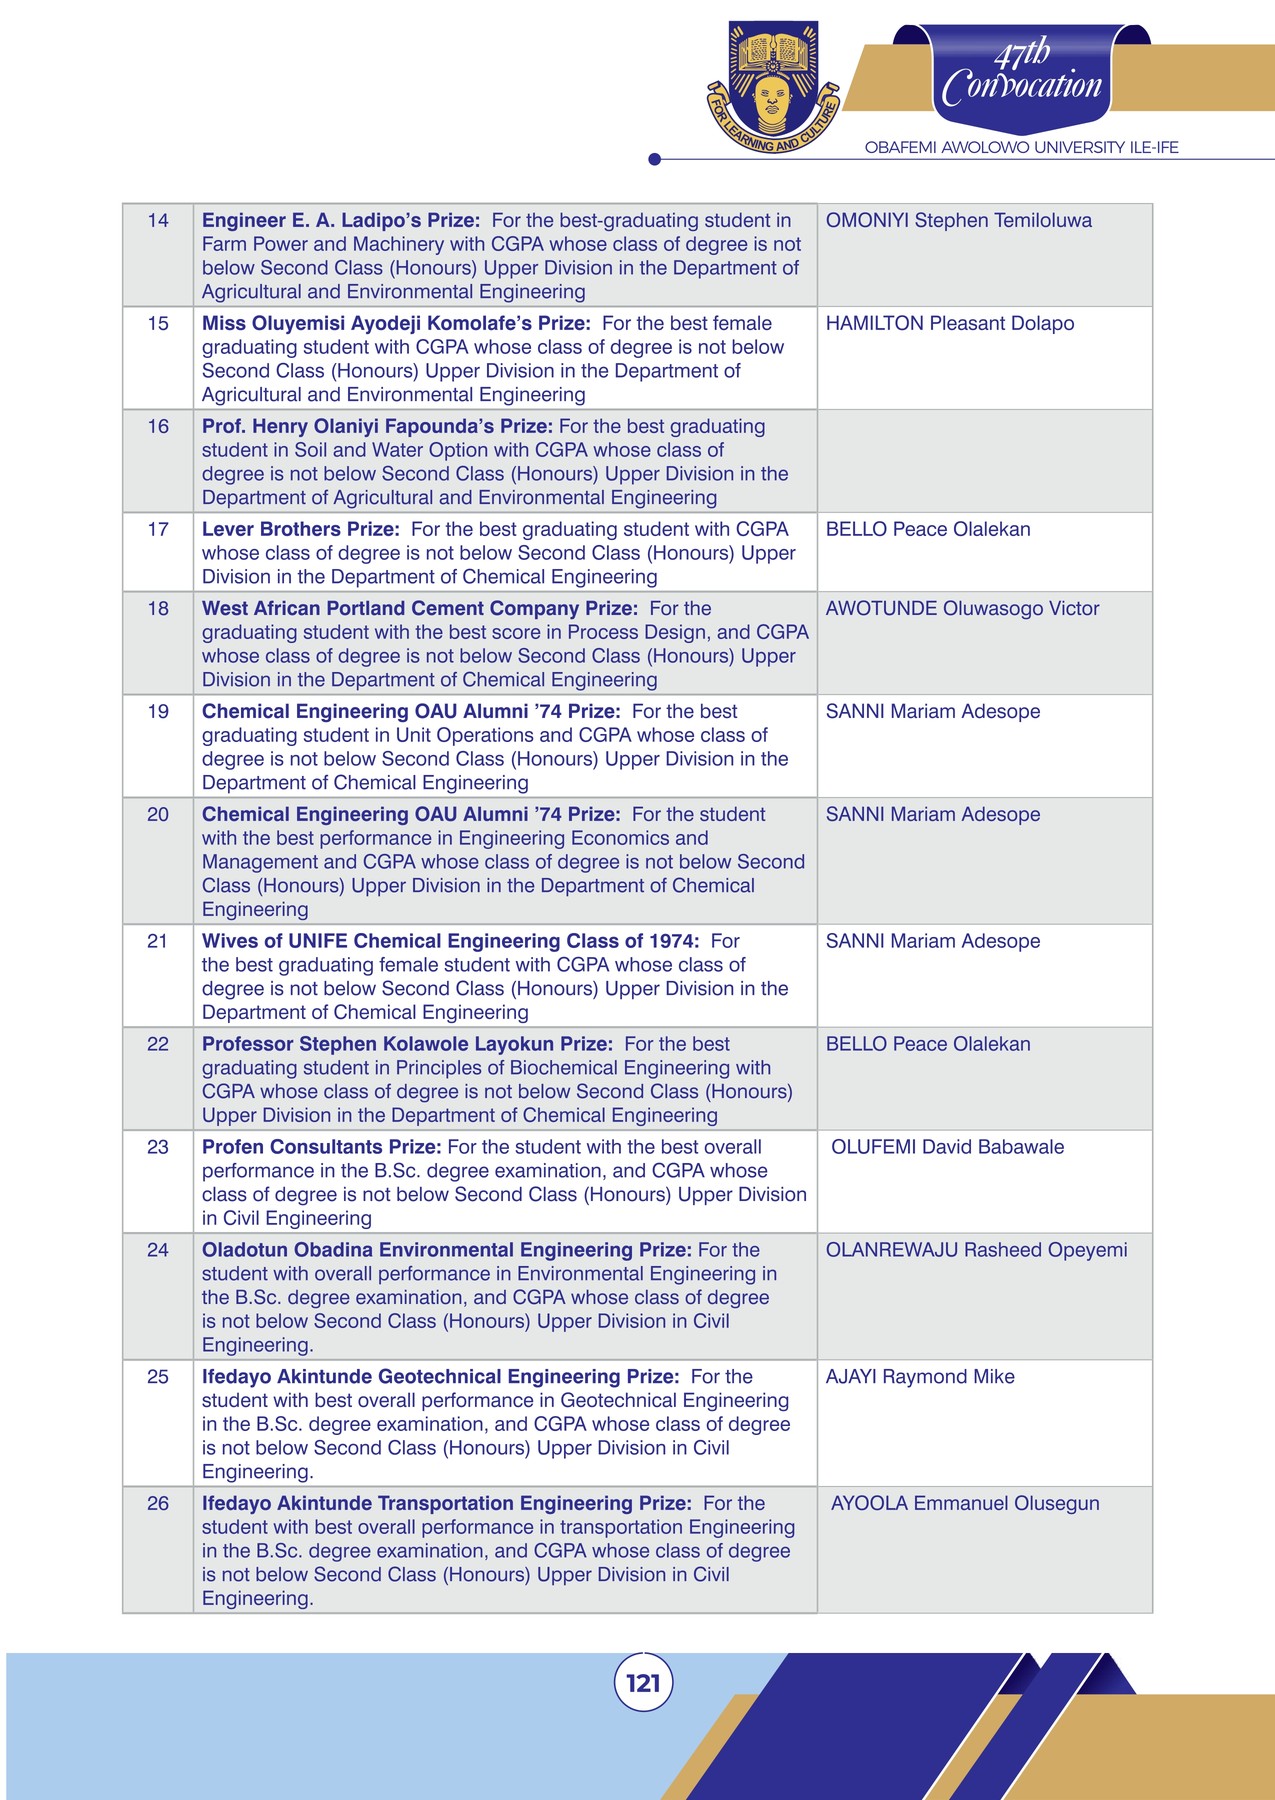 FOR LEARNING AND CULTURE
47th
Convocation
OBAFEMI AWOLOWO UNIVERSITY ILE-IFE
14 Engineer E. A. Ladipo’s Prize: For the best-graduating student in OMONIYI Stephen Temiloluwa
Farm Power and Machinery with CGPA whose class of degree is not
below Second Class (Honours) Upper Division in the Department of
Agricultural and Environmental Engineering
15 Miss Oluyemisi Ayodeji Komolafe’s Prize: For the best female HAMILTON Pleasant Dolapo
graduating student with CGPA whose class of degree is not below
Second Class (Honours) Upper Division in the Department of
Agricultural and Environmental Engineering
16 Prof. Henry Olaniyi Fapounda’s Prize: For the best graduating
student in Soil and Water Option with CGPA whose class of
degree is not below Second Class (Honours) Upper Division in the
Department of Agricultural and Environmental Engineering
17 Lever Brothers Prize: For the best graduating student with CGPA BELLO Peace Olalekan
whose class of degree is not below Second Class (Honours) Upper
Division in the Department of Chemical Engineering
18 West African Portland Cement Company Prize: For the AWOTUNDE Oluwasogo Victor
graduating student with the best score in Process Design, and CGPA
whose class of degree is not below Second Class (Honours) Upper
Division in the Department of Chemical Engineering
19 Chemical Engineering OAU Alumni ’74 Prize: For the best SANNI Mariam Adesope
graduating student in Unit Operations and CGPA whose class of
degree is not below Second Class (Honours) Upper Division in the
Department of Chemical Engineering
20 Chemical Engineering OAU Alumni ’74 Prize: For the student SANNI Mariam Adesope
with the best performance in Engineering Economics and
Management and CGPA whose class of degree is not below Second
Class (Honours) Upper Division in the Department of Chemical
Engineering
21 Wives of UNIFE Chemical Engineering Class of 1974: For SANNI Mariam Adesope
the best graduating female student with CGPA whose class of
degree is not below Second Class (Honours) Upper Division in the
Department of Chemical Engineering
22 Professor Stephen Kolawole Layokun Prize: For the best BELLO Peace Olalekan
graduating student in Principles of Biochemical Engineering with
CGPA whose class of degree is not below Second Class (Honours)
Upper Division in the Department of Chemical Engineering
23 Profen Consultants Prize: For the student with the best overall OLUFEMI David Babawale
performance in the B.Sc. degree examination, and CGPA whose
class of degree is not below Second Class (Honours) Upper Division
in Civil Engineering
24 Oladotun Obadina Environmental Engineering Prize: For the OLANREWAJU Rasheed Opeyemi
student with overall performance in Environmental Engineering in
the B.Sc. degree examination, and CGPA whose class of degree
is not below Second Class (Honours) Upper Division in Civil
Engineering.
25 Ifedayo Akintunde Geotechnical Engineering Prize: For the AJAYI Raymond Mike
student with best overall performance in Geotechnical Engineering
in the B.Sc. degree examination, and CGPA whose class of degree
is not below Second Class (Honours) Upper Division in Civil
Engineering.
26 Ifedayo Akintunde Transportation Engineering Prize: For the AYOOLA Emmanuel Olusegun
student with best overall performance in transportation Engineering
in the B.Sc. degree examination, and CGPA whose class of degree
is not below Second Class (Honours) Upper Division in Civil
Engineering.
121